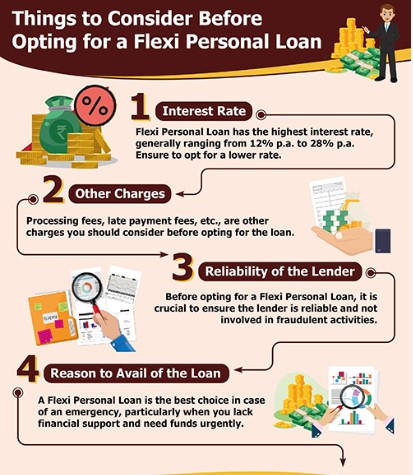 Things to Consider Before
Opting for a Flexi Personal Loan
%
₹
1 Interest Rate
Flexi Personal Loan has the highest interest rate,
generally ranging from 12% p.a. to 28% p.a.
Ensure to opt for a lower rate.
2 Other Charges
Processing fees, late payment fees, etc., are other
charges you should consider before opting for the loan.
3 Reliability of the Lender
Before opting for a Flexi Personal Loan, it is
crucial to ensure the lender is reliable and not
involved in fraudulent activities.
4 Reason to Avail of the Loan
A Flexi Personal Loan is the best choice in case
of an emergency, particularly when you lack
financial support and need funds urgently.